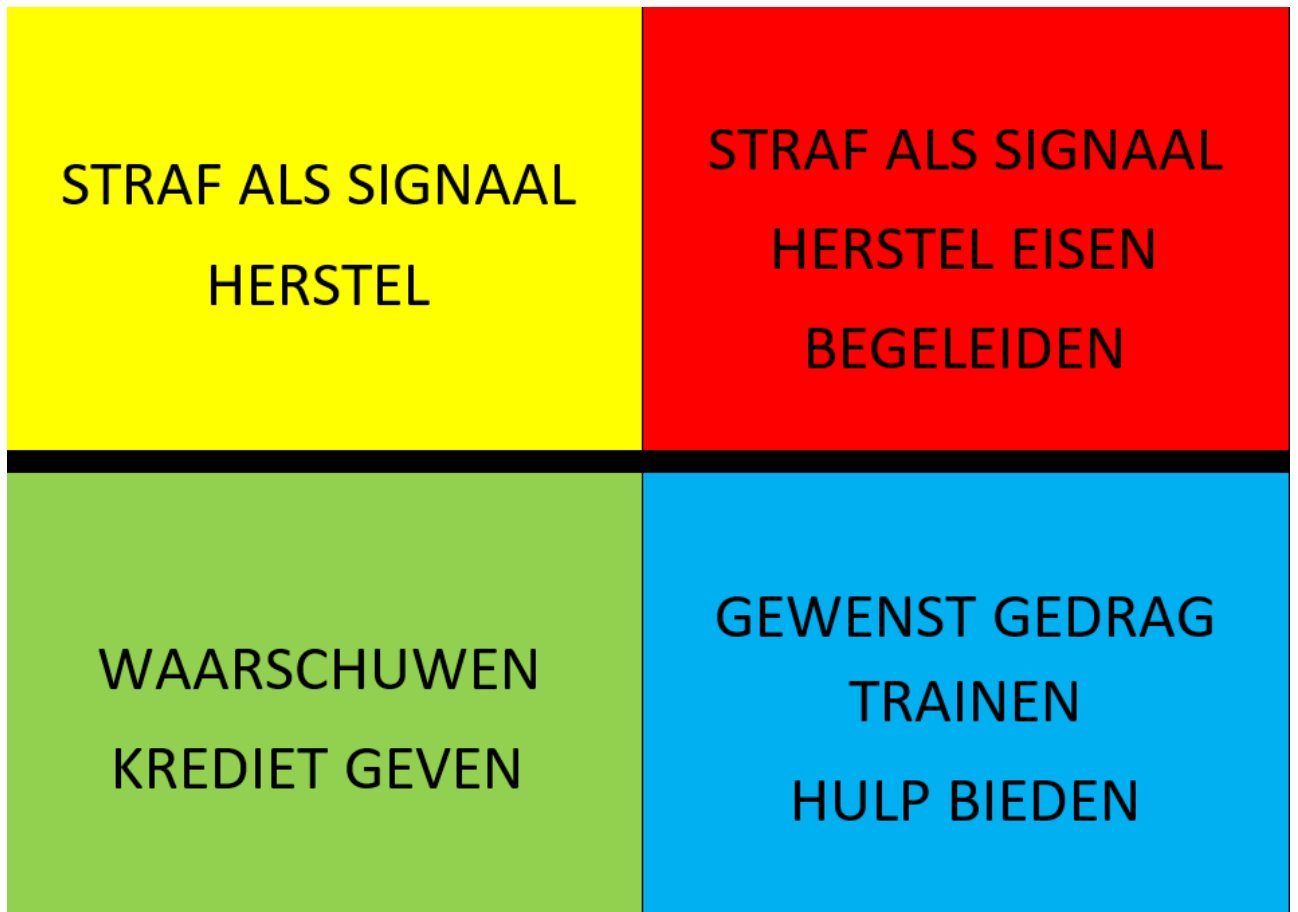 STRAF ALS SIGNAAL
HERSTEL
STRAF ALS SIGNAAL
HERSTEL EISEN
BEGELEIDEN
WAARSCHUWEN
KREDIET GEVEN
GEWENST GEDRAG
TRAINEN
HULP BIEDEN